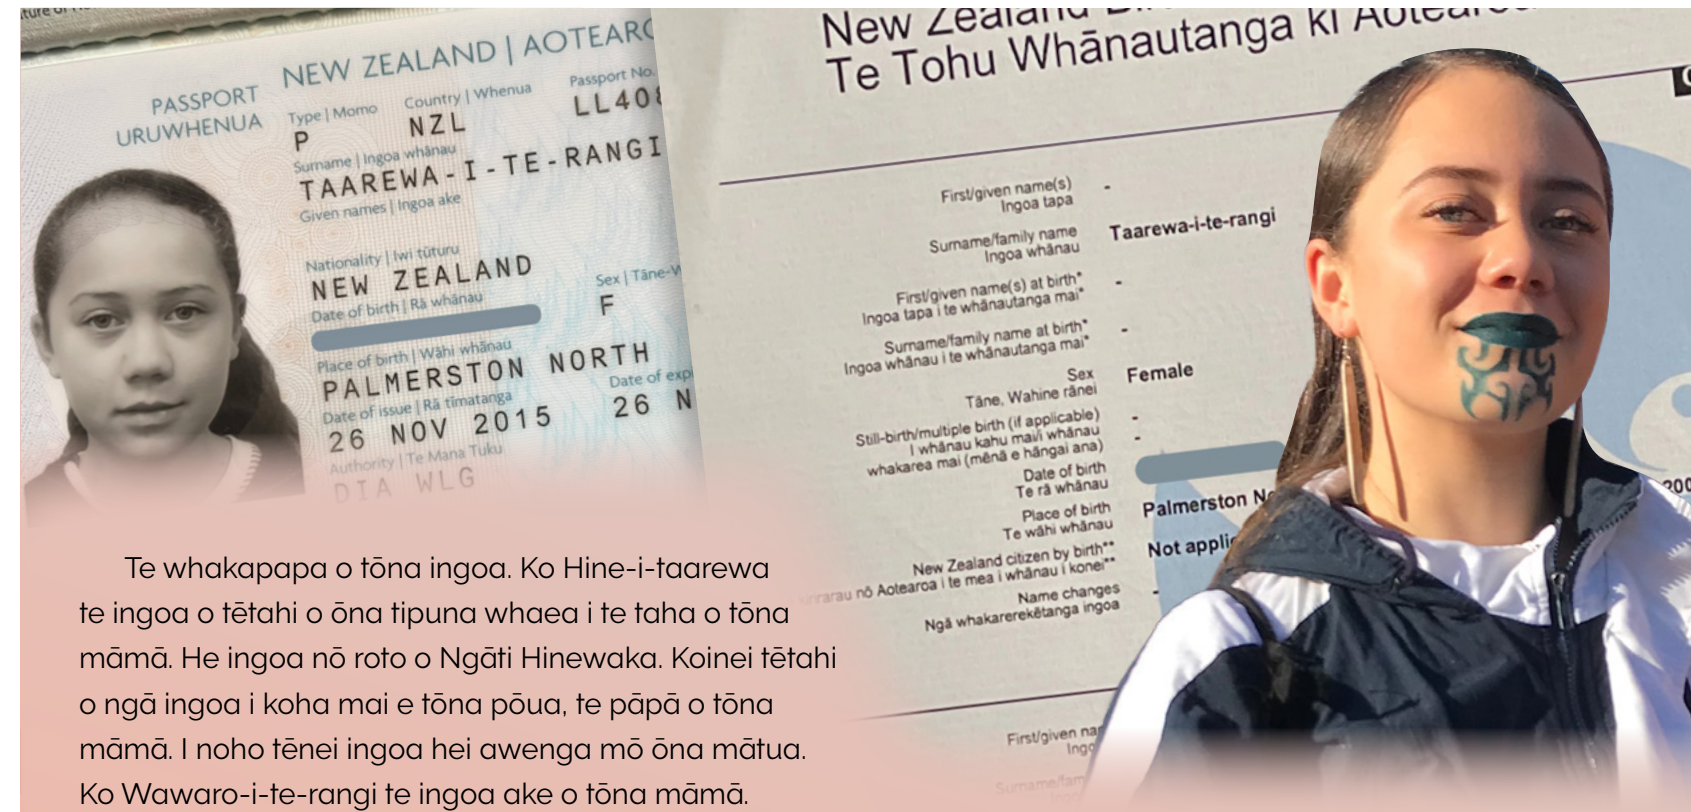 PASSPORT
URUWHENUA
NEW ZEALAND | AOTEARO
Type | Momo
Country | Whenua
Passport No.
P
NZL
LL40
Surname | Ingoa whānau
TAAREWA-I-TE-RANGI
Given names | Ingoa ake
Nationality | Iwi tūturu
NEW ZEALAND
Date of birth | Rā whānau
Sex | Tāne-W
F
Place of birth | Wāhi whānau
PALMERSTON NORTH
Date of issue | Rā tīmatanga
Date of exp
26 NOV 2015
26 N
Authority | Te Mana Tuku
DIA WLG
New Zealand
Te Tohu Whānautanga ki Aotearoa
First/given name(s)
Ingoa tapa
-
Surname/family name
Ingoa whānau
Taarewa-i-te-rangi
First/given name(s) at birth*
Ingoa tapa i te whānautanga mai*
-
Surname/family name at birth*
Ingoa whānau i te whānautanga mai*
-
Sex
Tāne, Wahine rānei
Female
Still-birth/multiple birth (if applicable)
I whānau kahu mai/i whānau
whakarea mai (mēnā e hāngai ana)
-
-
Date of birth
Te rā whānau
Place of birth
Te wāhi whānau
Palmerston No
200
New Zealand citizen by birth**
nō Aotearoa i te mea i whānau i konei**
Not applic
Name changes
Ngā whakarerekētanga ingoa
-
First/given na
Ingo
Surname/fam
Te whakapapa o tōna ingoa. Ko Hine-i-taarewa
te ingoa o tētahi o ōna tipuna whaea i te taha o tōna
māmā. He ingoa nō roto o Ngāti Hinewaka. Koinei tētahi
o ngā ingoa i koha mai e tōna pōua, te pāpā o tōna
māmā. I noho tēnei ingoa hei awenga mō ōna mātua.
Ko Wawaro-i-te-rangi te ingoa ake o tōna māmā.